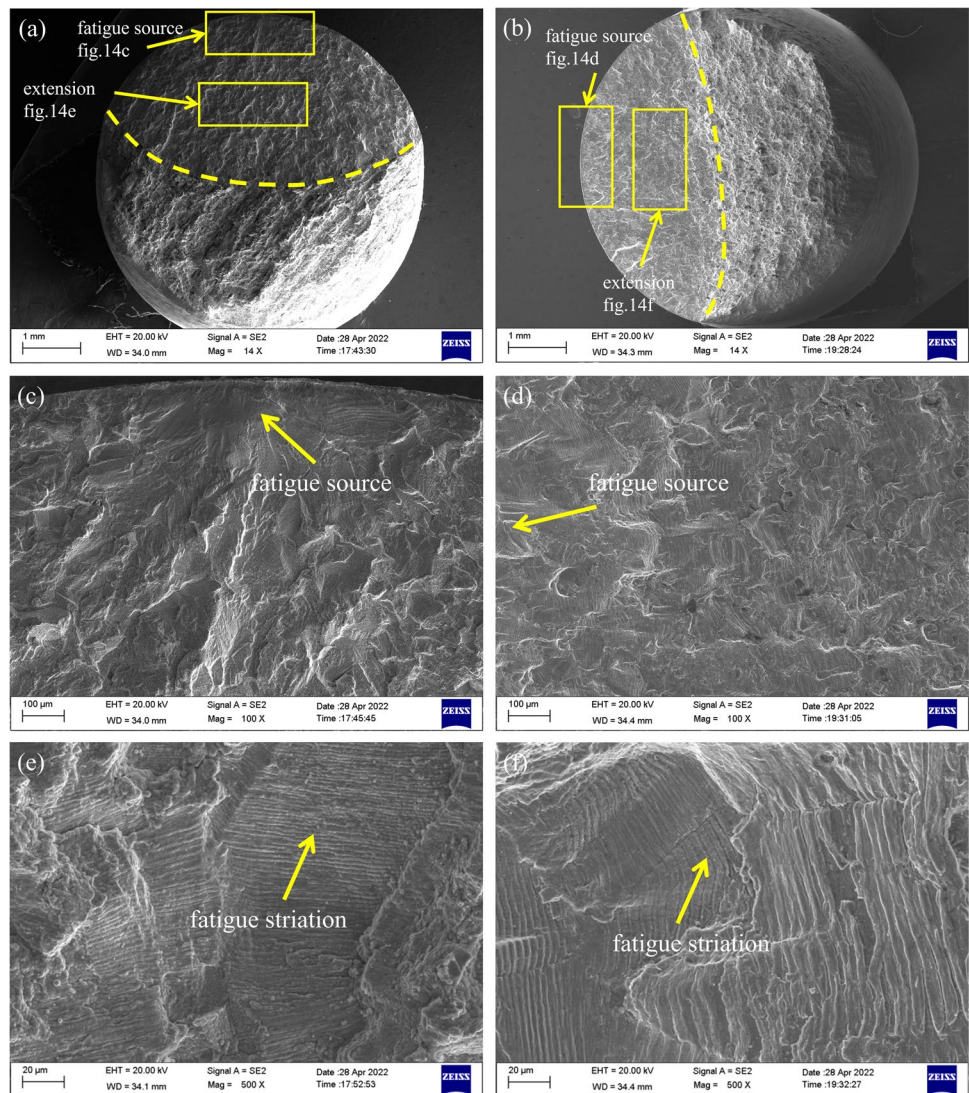 (a)
fatigue source
fig.14c
extension
fig.14e
1 mm
EHT = 20.00 kV
WD = 34.0 mm
Signal A = SE2
Mag = 14 X
Date :28 Apr 2022
Time :17:43:30
ZEISS
(b)
fatigue source
fig.14d
extension
fig.14f
1 mm
EHT = 20.00 kV
WD = 34.3 mm
Signal A = SE2
Mag = 14 X
Date :28 Apr 2022
Time :19:28:24
ZEISS
(c)
fatigue source
100 µm
EHT = 20.00 kV
WD = 34.0 mm
Signal A = SE2
Mag = 100 X
Date :28 Apr 2022
Time :17:45:45
ZEISS
(d)
fatigue source
100 µm
EHT = 20.00 kV
WD = 34.4 mm
Signal A = SE2
Mag = 100 X
Date :28 Apr 2022
Time :19:31:05
ZEISS
(e)
fatigue striation
20 µm
EHT = 20.00 kV
WD = 34.1 mm
Signal A = SE2
Mag = 500 X
Date :28 Apr 2022
Time :17:52:53
ZEISS
(f)
fatigue striation
20 µm
EHT = 20.00 kV
WD = 34.4 mm
Signal A = SE2
Mag = 500 X
Date :28 Apr 2022
Time :19:32:27
ZEISS